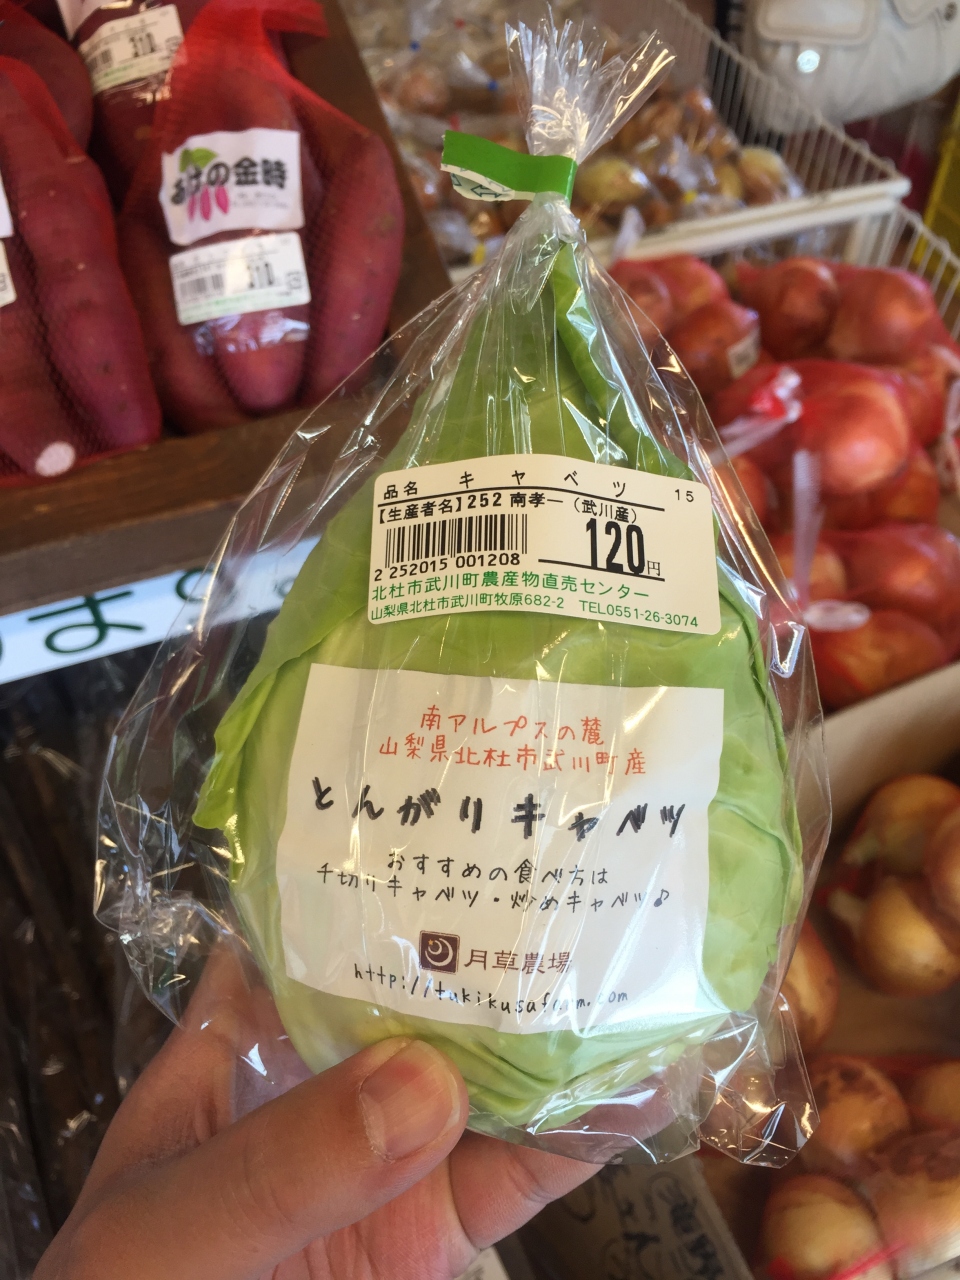 310
の金時
310
品名 キャベツ 15
【生産者名】252 南孝一（武川産）
120円
2 252015 001208
北杜市武川町農産物直売センター
山梨県北杜市武川町牧原682-2 TEL0551-26-3074
南アルプスの麓
山梨県北杜市武川町産
とんがりキャベツ
おすすめの食べ方は
千切りキャベツ・炒めキャベツ♪
月草農場
http://tukikusafarm.com